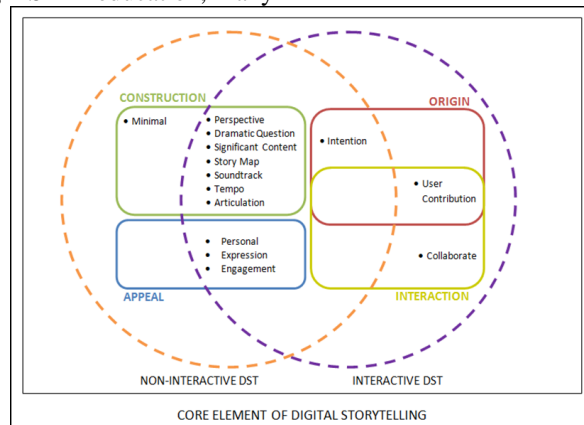 CONSTRUCTION
• Minimal
• Perspective
• Dramatic Question
• Significant Content
• Story Map
• Soundtrack
• Tempo
• Articulation
ORIGIN
• Intention
• User
Contribution
• Personal
• Expression
• Engagement
APPEAL
• Collaborate
INTERACTION
NON-INTERACTIVE DST
INTERACTIVE DST
CORE ELEMENT OF DIGITAL STORYTELLING